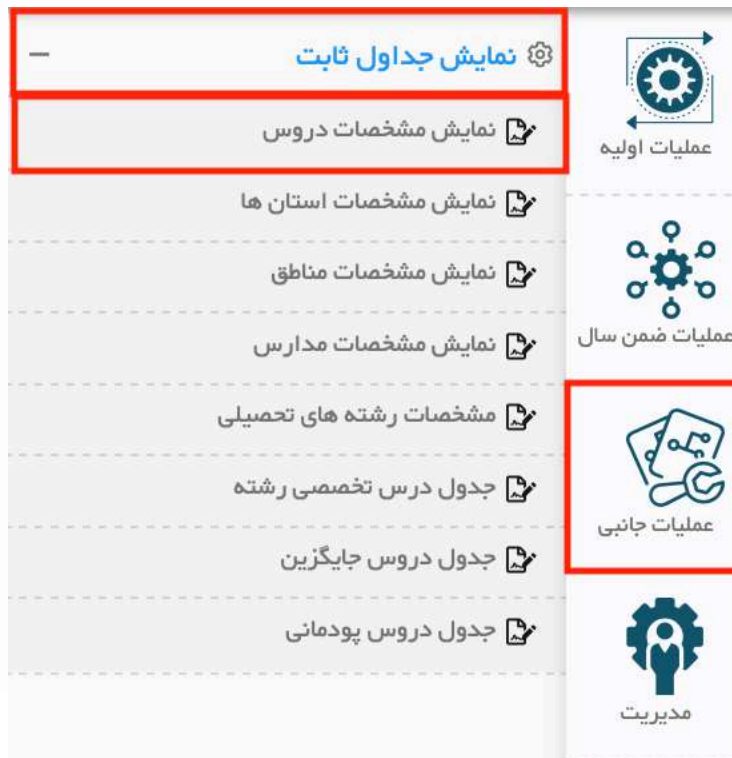 عملیات اولیه
عملیات ضمن سال
عملیات جانبی
مدیریت
نمایش جداول ثابت
نمایش مشخصات دروس
نمایش مشخصات استان ها
نمایش مشخصات مناطق
نمایش مشخصات مدارس
مشخصات رشته های تحصیلی
جدول درس تخصصی رشته
جدول دروس جایگزین
جدول دروس پودمانی